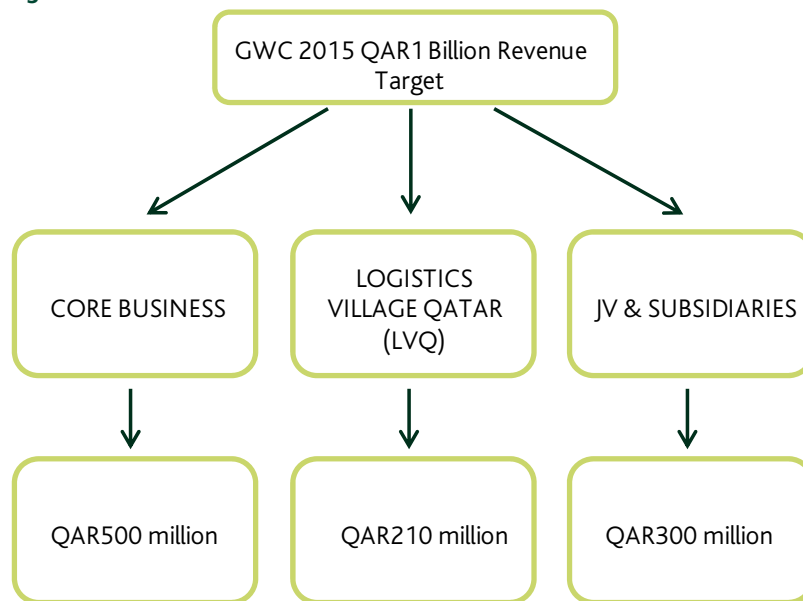 GWC 2015 QAR1 Billion Revenue
Target
CORE BUSINESS
LOGISTICS
VILLAGE QATAR
(LVQ)
JV & SUBSIDIARIES
QAR500 million
QAR210 million
QAR300 million